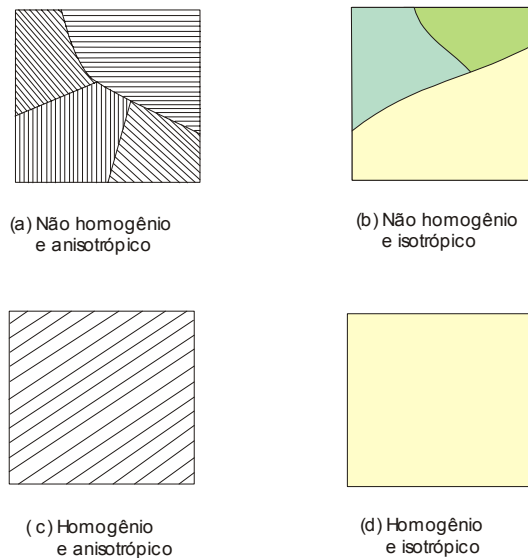 (a) Não homogênio
e anisotrópico
(b) Não homogênio
e isotrópico
(c) Homogênio
e anisotrópico
(d) Homogênio
e isotrópico